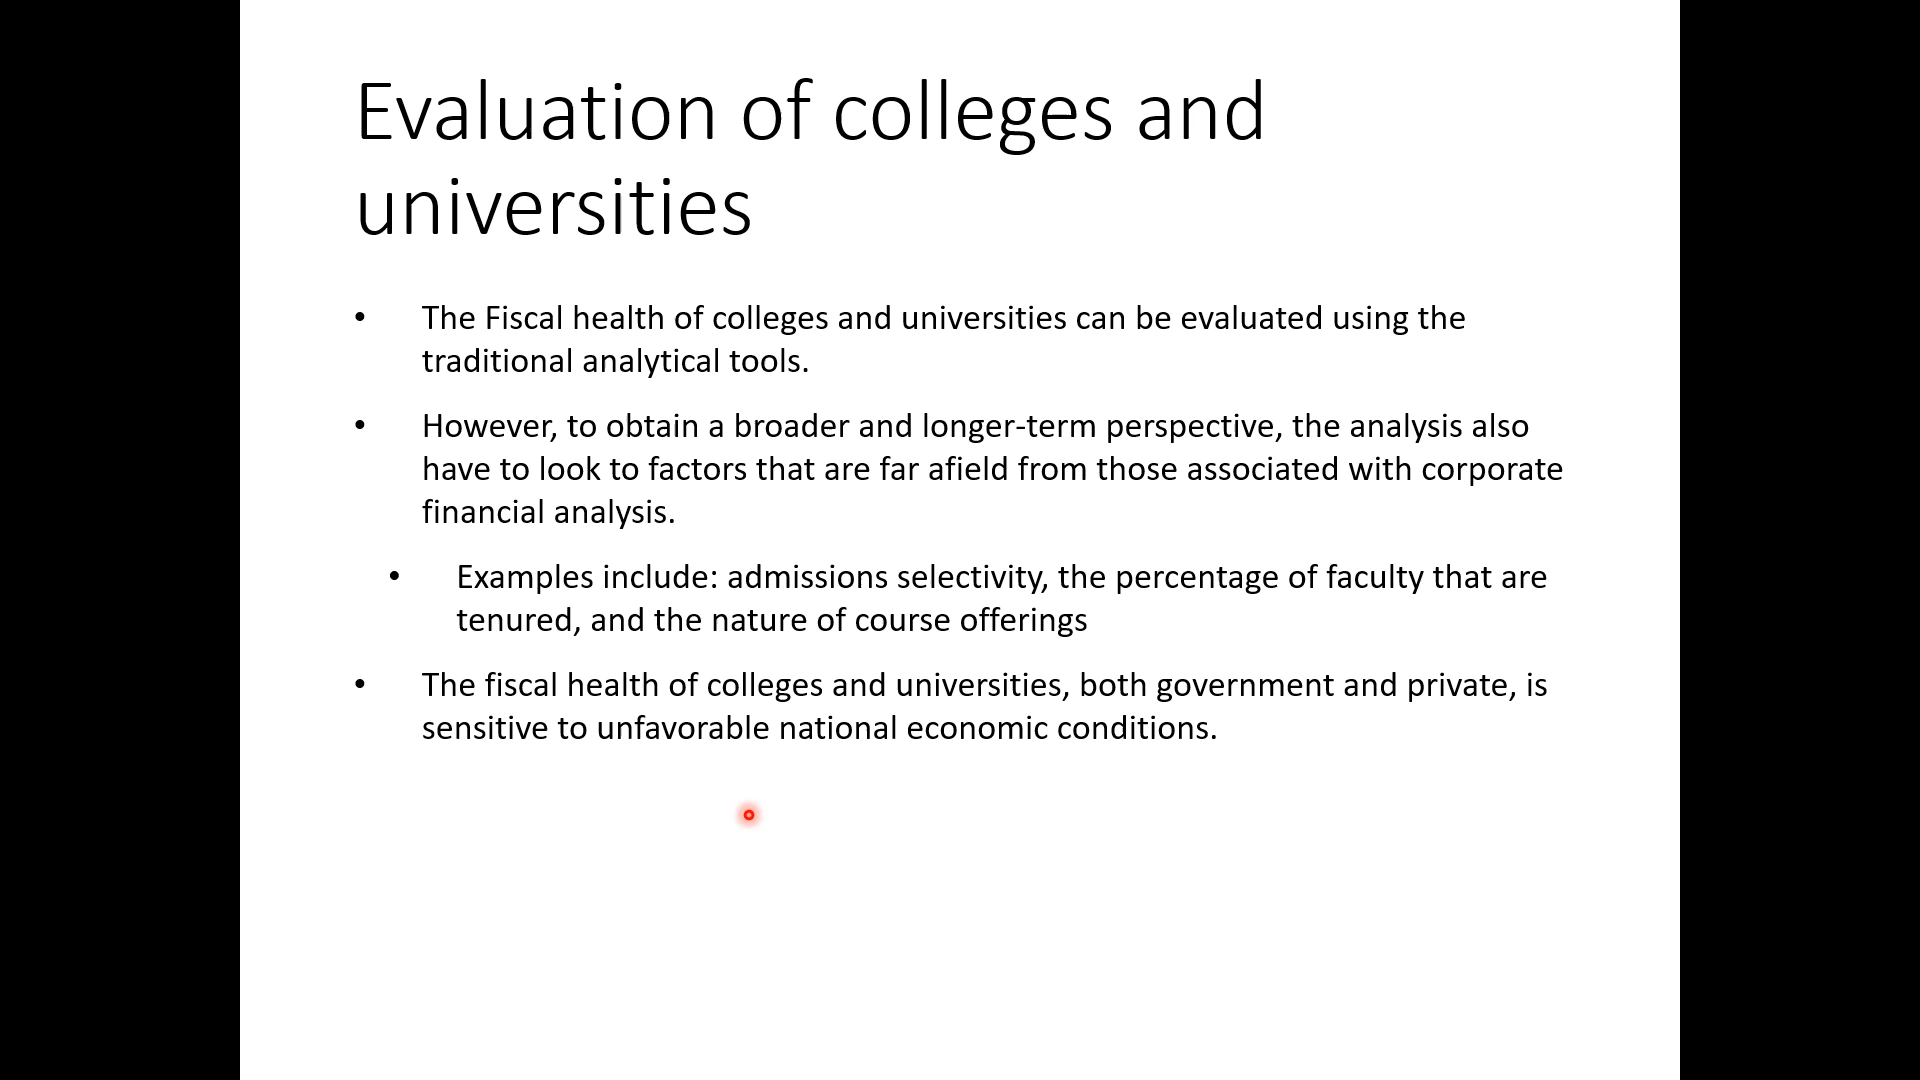 Evaluation of colleges and
universities
• The Fiscal health of colleges and universities can be evaluated using the
traditional analytical tools.
• However, to obtain a broader and longer-term perspective, the analysis also
have to look to factors that are far afield from those associated with corporate
financial analysis.
• Examples include: admissions selectivity, the percentage of faculty that are
tenured, and the nature of course offerings
• The fiscal health of colleges and universities, both government and private, is
sensitive to unfavorable national economic conditions.